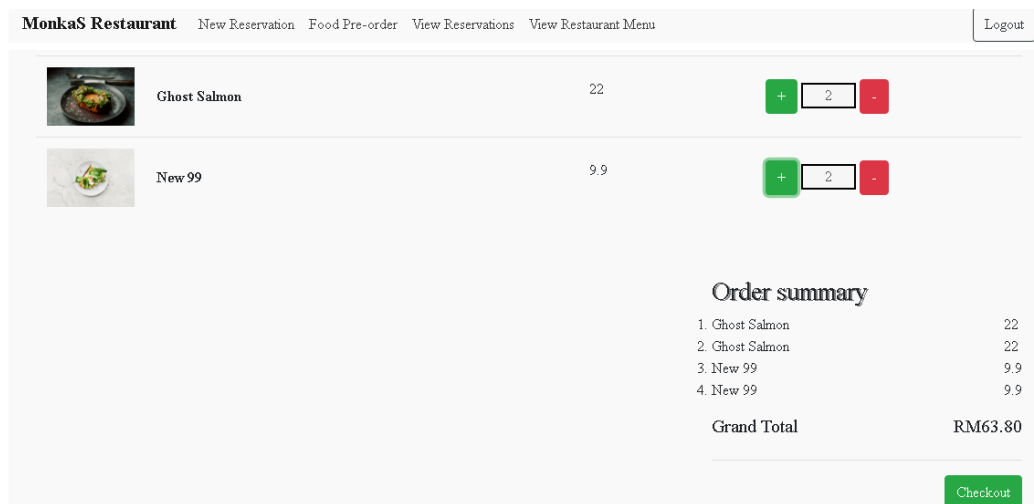 MonkaS Restaurant New Reservation Food Pre-order View Reservations View Restaurant Menu Logout
Ghost Salmon 22 + 2 -
New 99 9.9 + 2 -
Order summary
1. Ghost Salmon 22
2. Ghost Salmon 22
3. New 99 9.9
4. New 99 9.9
Grand Total RM63.80
Checkout